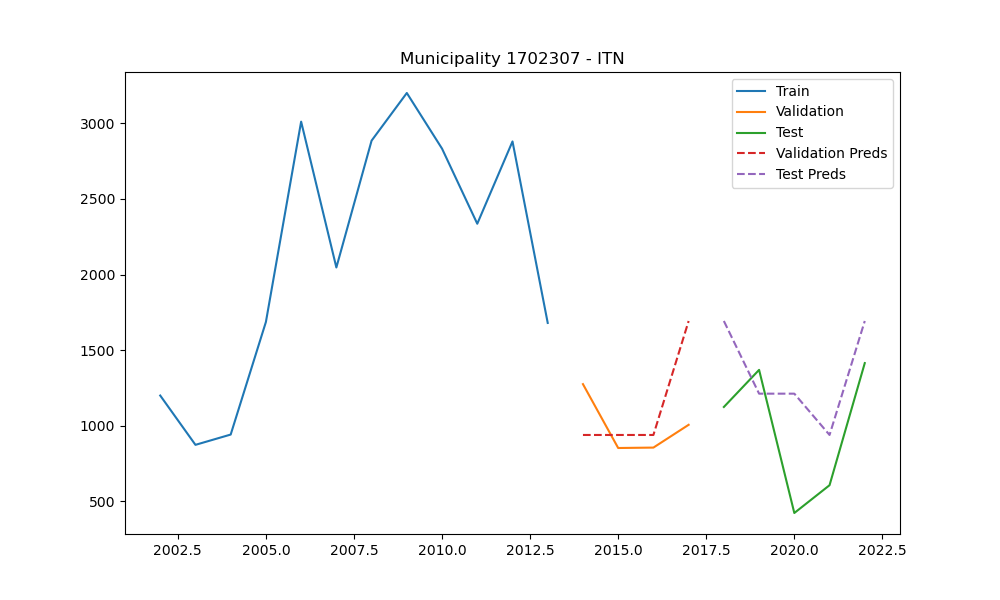 Municipality 1702307 - ITN
Train
Validation
Test
Validation Preds
Test Preds
3000
2500
2000
1500
1000
500
2002.5 2005.0 2007.5 2010.0 2012.5 2015.0 2017.5 2020.0 2022.5